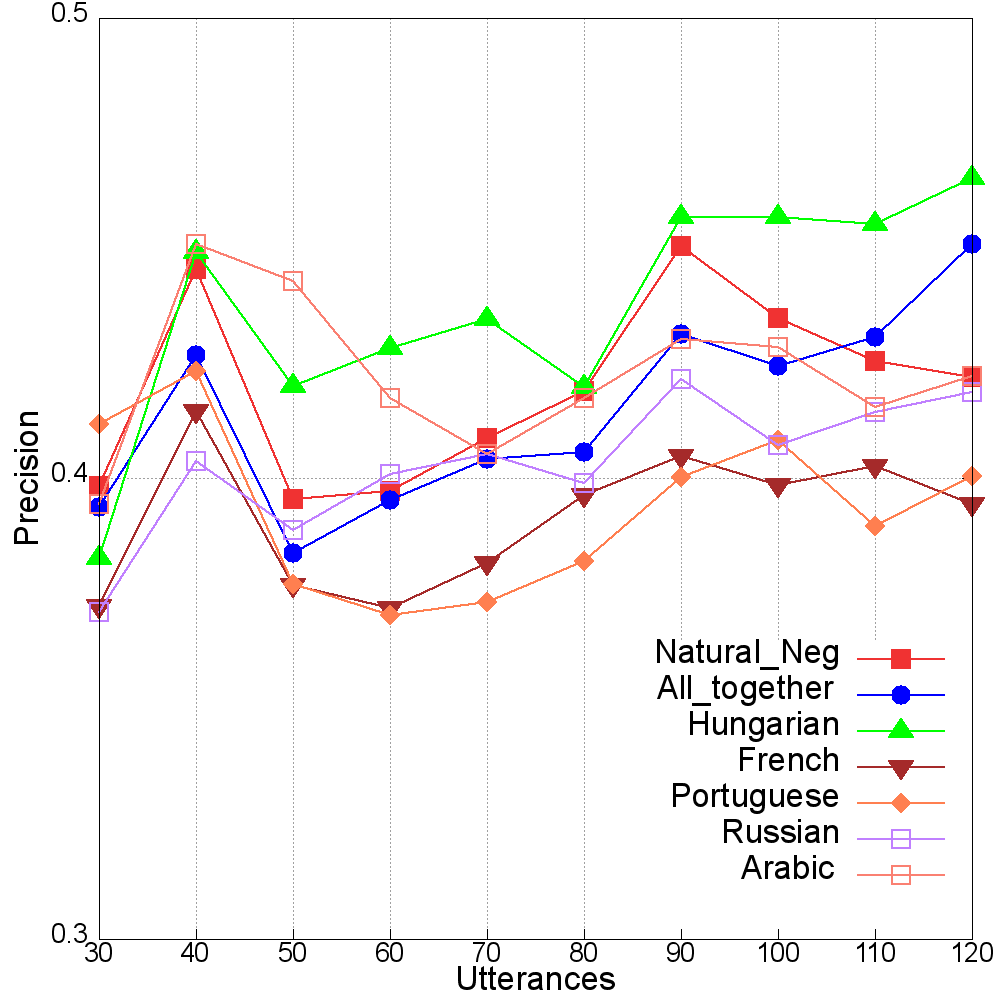 0.5
Precision
0.4
Natural_Neg
All_together
Hungarian
French
Portuguese
Russian
Arabic
0.3
30 40 50 60 70 80 90 100 110 120
Utterances